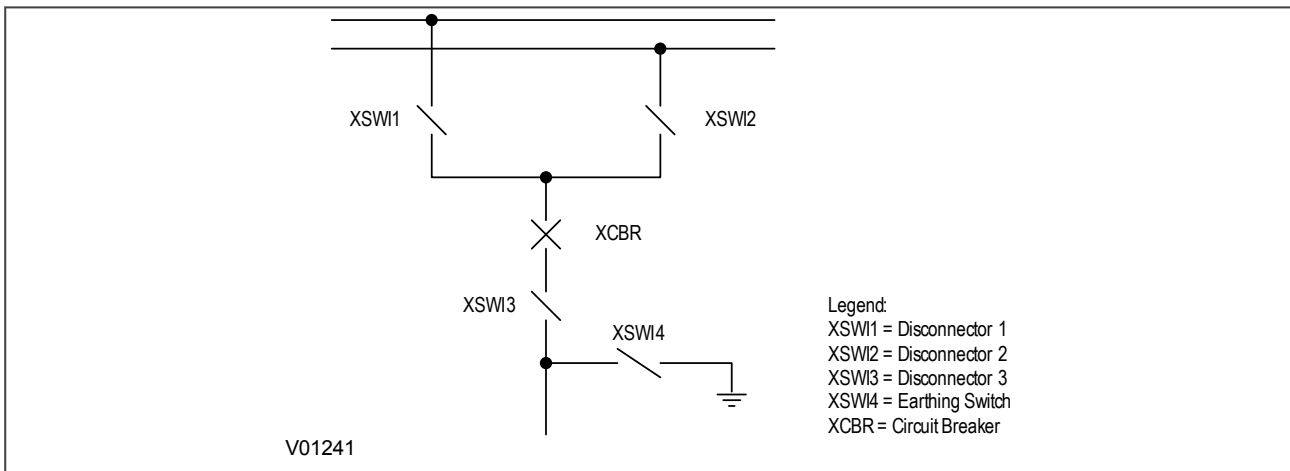 XSWI1
XSWI2
XCBR
XSWI3
XSWI4
Legend:
XSWI1 = Disconnector 1
XSWI2 = Disconnector 2
XSWI3 = Disconnector 3
XSWI4 = Earthing Switch
XCBR = Circuit Breaker
V01241